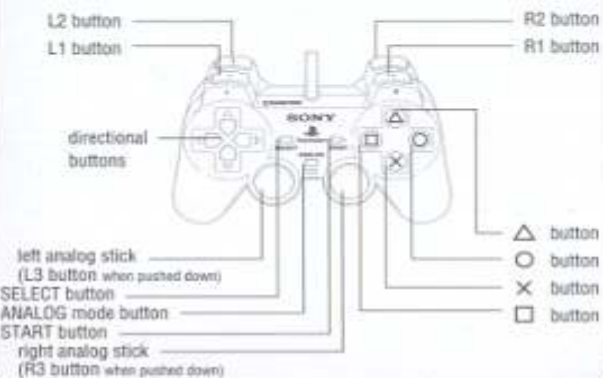 L2 button
L1 button
R2 button
R1 button
SONY
directional
buttons
△ button
○ button
✕ button
□ button
left analog stick
(L3 button when pushed down)
SELECT button
ANALOG mode button
START button
right analog stick
(R3 button when pushed down)